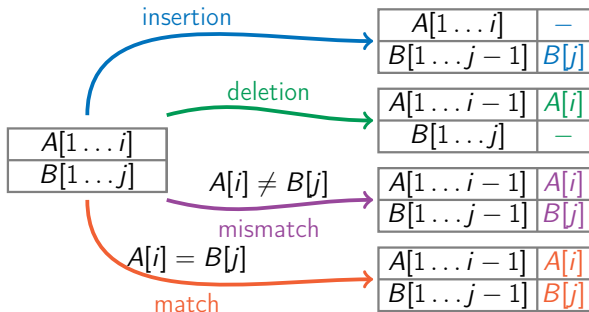 insertion
A[1 . . . i] −
B[1 . . . j − 1] B[j]
deletion
A[1 . . . i − 1] A[i]
B[1 . . . j] −
A[1 . . . i]
B[1 . . . j]
A[i] ≠ B[j]
mismatch
A[1 . . . i − 1] A[i]
B[1 . . . j − 1] B[j]
A[i] = B[j]
match
A[1 . . . i − 1] A[i]
B[1 . . . j − 1] B[j]